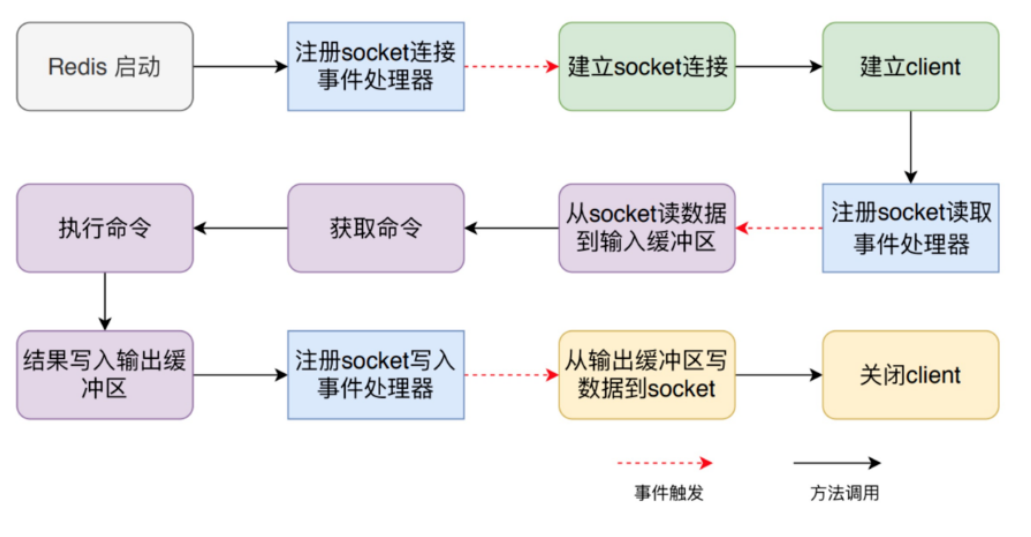 Redis 启动
注册socket连接
事件处理器
建立socket连接
建立client
执行命令
获取命令
从socket读数据
到输入缓冲区
注册socket读取
事件处理器
结果写入输出缓
冲区
注册socket写入
事件处理器
从输出缓冲区写
数据到socket
关闭client
事件触发
方法调用